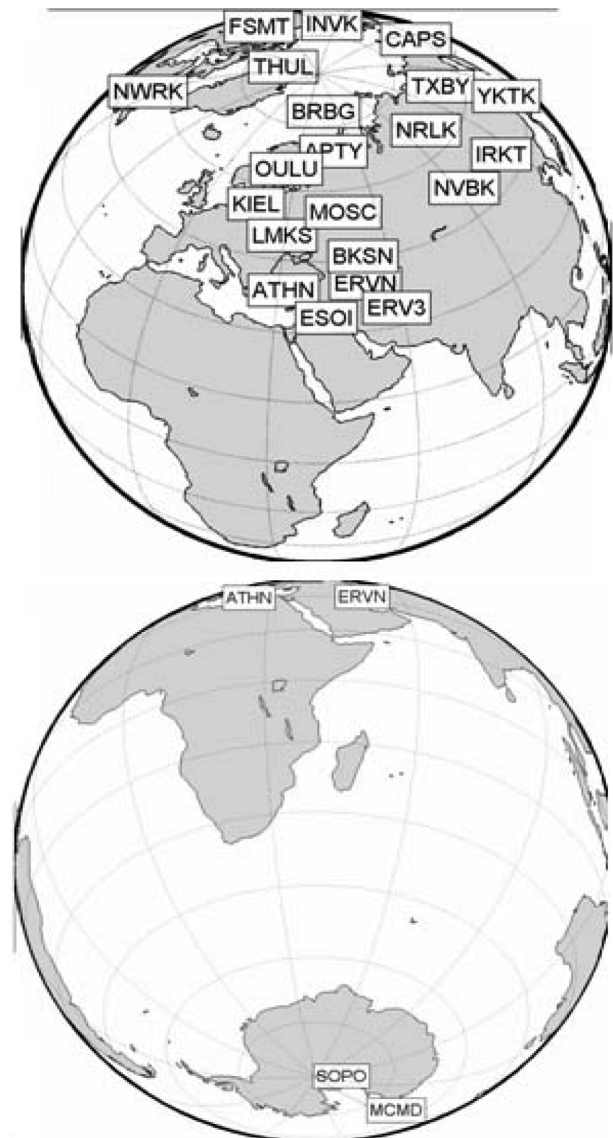 FSMT
INVK
CAPS
THUL
NWRK
TXBY
YKTK
BRBG
NRLK
APTY
IRKT
OULU
NVBK
KIEL
MOSC
LMKS
BKSN
ATHN
ERVN
ERV3
ESOI
ATHN
ERVN
SOPO
MCMD